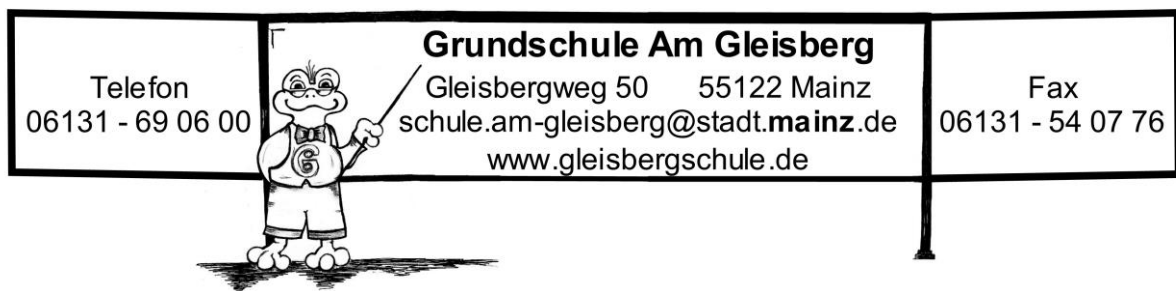 Telefon
06131 - 69 06 00
Grundschule Am Gleisberg
Gleisbergweg 50 55122 Mainz
schule.am-gleisberg@stadt.mainz.de
www.gleisbergschule.de
Fax
06131 - 54 07 76
G